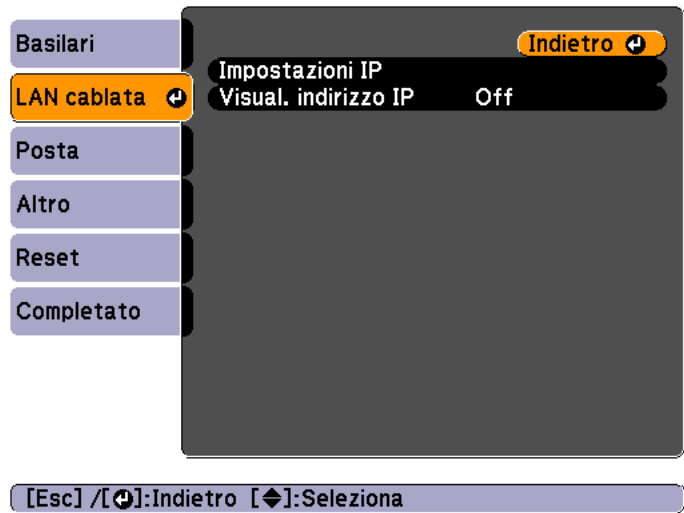 Basilari
LAN cablata
Posta
Altro
Reset
Completato
Indietro
Impostazioni IP
Visual. indirizzo IP Off
[Esc] /[⏎]:Indietro [◆]:Seleziona